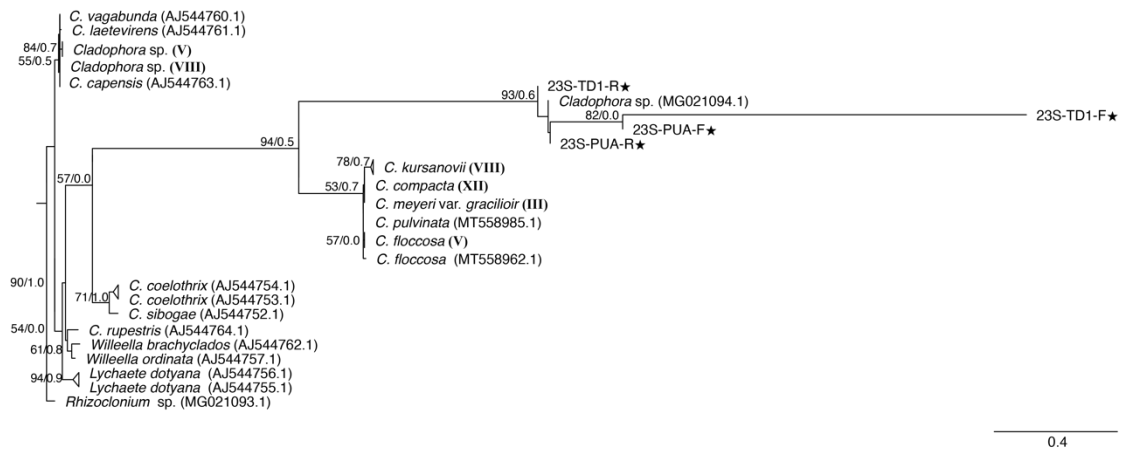 C. vagabunda (AJ544760.1)
C. laetevirens (AJ544761.1)
84/0.7
Cladophora sp. (V)
55/0.5
Cladophora sp. (VIII)
C. capensis (AJ544763.1)
23S-TD1-R★
93/0.6
Cladophora sp. (MG021094.1)
82/0.0
23S-TD1-F★
23S-PUA-F★
94/0.5
23S-PUA-R★
78/0.7
C. kursanovii (VIII)
57/0.0
53/0.7
C. compacta (XII)
C. meyeri var. gracilioir (III)
C. pulvinata (MT558985.1)
57/0.0
C. floccosa (V)
C. floccosa (MT558962.1)
90/1.0
C. coelothrix (AJ544754.1)
71/1.0
C. coelothrix (AJ544753.1)
C. sibogae (AJ544752.1)
54/0.0
C. rupestris (AJ544764.1)
61/0.8
Willeella brachyclados (AJ544762.1)
Willeella ordinata (AJ544757.1)
94/0.9
Lychaete dotyana (AJ544756.1)
Lychaete dotyana (AJ544755.1)
Rhizoclonium sp. (MG021093.1)
0.4